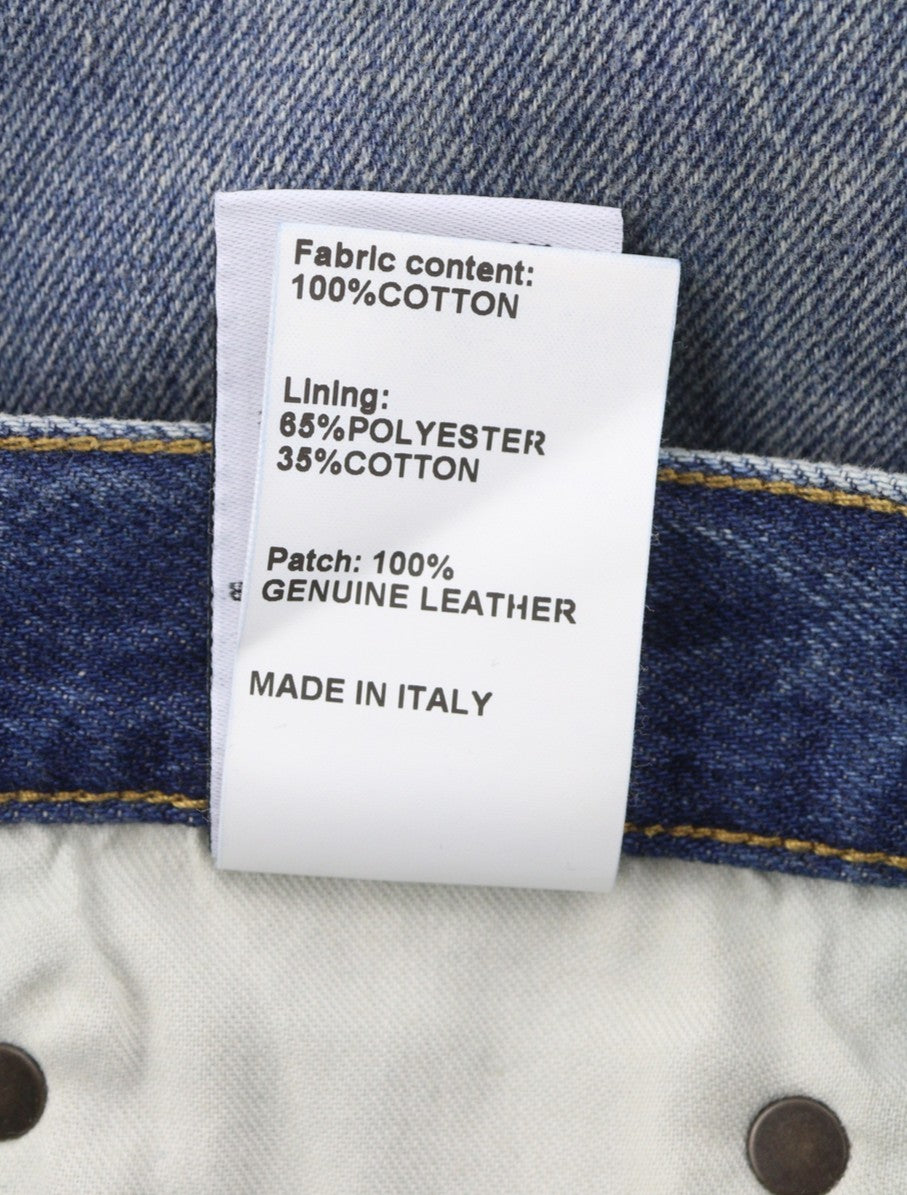 Fabric content:
100%COTTON
Lining:
65%POLYESTER
35%COTTON
Patch: 100%
GENUINE LEATHER
MADE IN ITALY